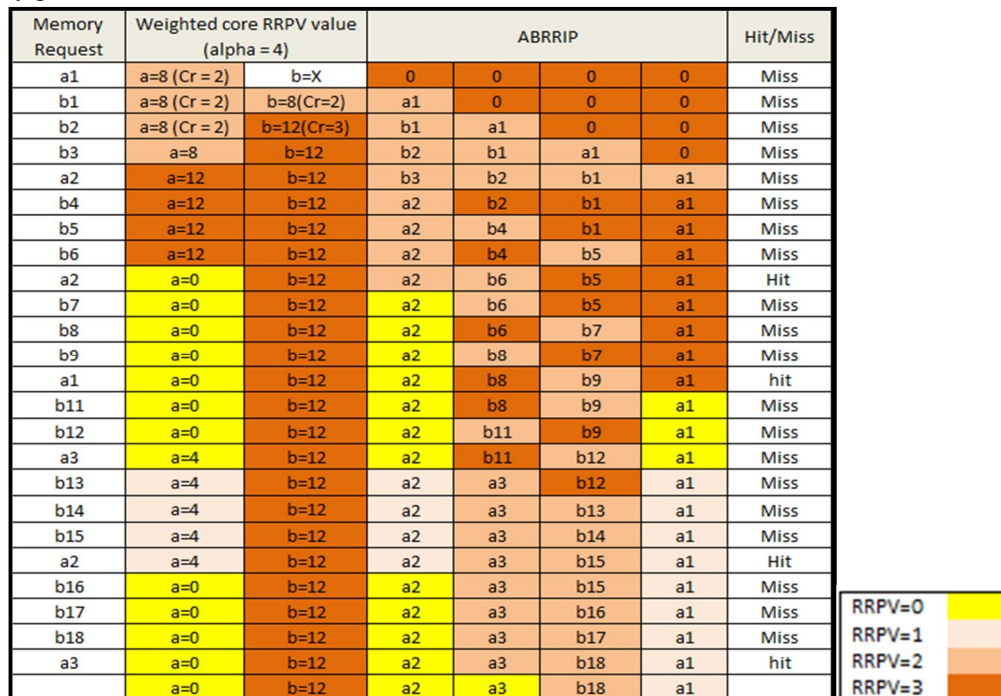 Memory Request Weighted core RRPV value (alpha = 4) ABRRIP Hit/Miss
a1 a=8 (Cr = 2) b=X 0 0 0 0 Miss
b1 a=8 (Cr = 2) b=8(Cr=2) a1 0 0 0 Miss
b2 a=8 (Cr = 2) b=12(Cr=3) b1 a1 0 0 Miss
b3 a=8 b=12 b2 b1 a1 0 Miss
a2 a=12 b=12 b3 b2 b1 a1 Miss
b4 a=12 b=12 a2 b2 b1 a1 Miss
b5 a=12 b=12 a2 b4 b1 a1 Miss
b6 a=12 b=12 a2 b4 b5 a1 Miss
a2 a=0 b=12 a2 b6 b5 a1 Hit
b7 a=0 b=12 a2 b6 b5 a1 Miss
b8 a=0 b=12 a2 b6 b7 a1 Miss
b9 a=0 b=12 a2 b8 b7 a1 Miss
a1 a=0 b=12 a2 b8 b9 a1 hit
b11 a=0 b=12 a2 b8 b9 a1 Miss
b12 a=0 b=12 a2 b11 b9 a1 Miss
a3 a=4 b=12 a2 b11 b12 a1 Miss
b13 a=4 b=12 a2 a3 b12 a1 Miss
b14 a=4 b=12 a2 a3 b13 a1 Miss
b15 a=4 b=12 a2 a3 b14 a1 Miss
a2 a=4 b=12 a2 a3 b15 a1 Hit
b16 a=0 b=12 a2 a3 b15 a1 Miss
b17 a=0 b=12 a2 a3 b16 a1 Miss
b18 a=0 b=12 a2 a3 b17 a1 Miss
a3 a=0 b=12 a2 a3 b18 a1 hit
a=0 b=12 a2 a3 b18 a1
RRPV=0
RRPV=1
RRPV=2
RRPV=3